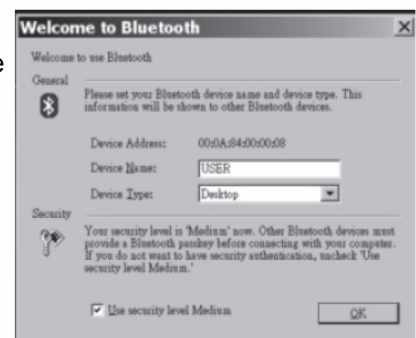 Welcome to Bluetooth
e
Welcome to use Bluetooth
General
Please set your Bluetooth device name and device type. This
information will be shown to other Bluetooth devices.
Device Address: 00:0A:84:00:00:08
Device Name: USER
Device Type: Desktop
Security
Your security level is 'Medium' now. Other Bluetooth devices must
provide a Bluetooth passkey before connecting with your computer.
If you do not want to have security authentication, uncheck 'Use
security level Medium.'
Use security level Medium OK